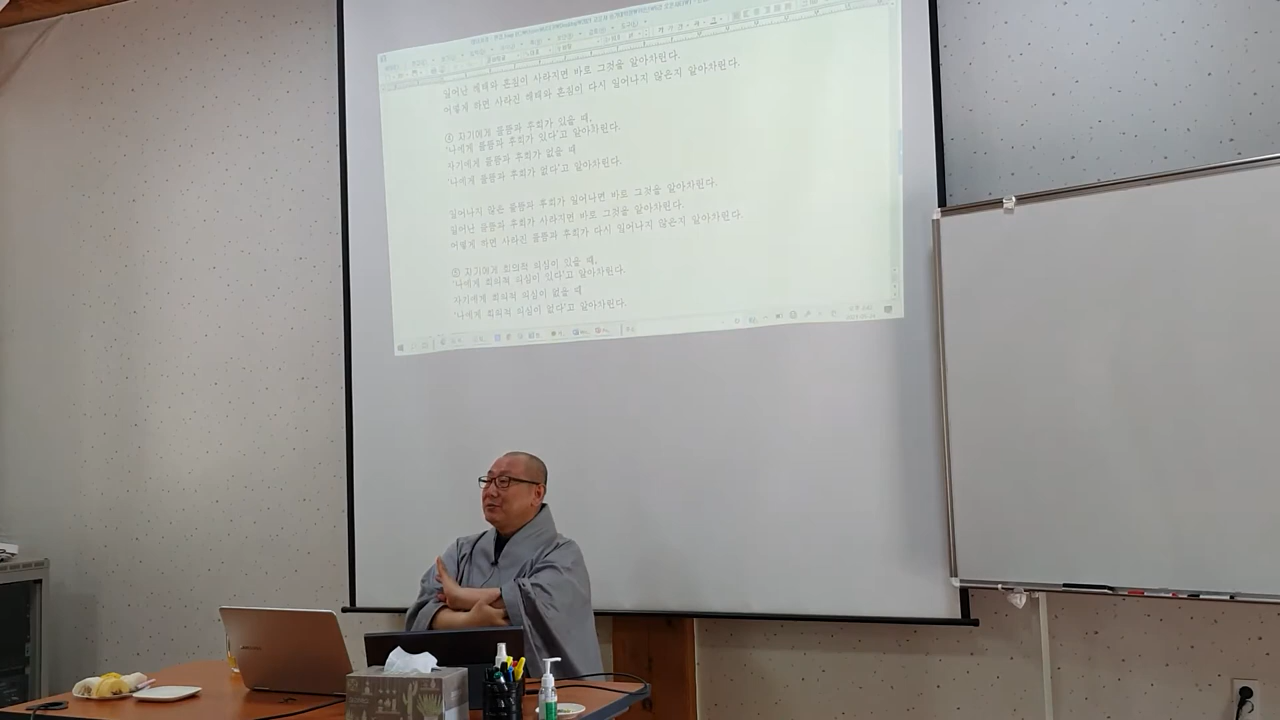 일어난 해태와 혼침이 사라지면 바로 그것을 알아차린다.
어떻게 하면 사라진 해태와 혼침이 다시 일어나지 않은지 알아차린다.
④ 자기에게 들뜸과 후회가 있을 때,
'나에게 들뜸과 후회가 있다'고 알아차린다.
자기에게 들뜸과 후회가 없을 때
'나에게 들뜸과 후회가 없다'고 알아차린다.
일어나지 않은 들뜸과 후회가 일어나면 바로 그것을 알아차린다.
일어난 들뜸과 후회가 사라지면 바로 그것을 알아차린다.
어떻게 하면 사라진 들뜸과 후회가 다시 일어나지 않은지 알아차린다.
⑤ 자기에게 회의적 의심이 있을 때,
'나에게 회의적 의심이 있다'고 알아차린다.
자기에게 회의적 의심이 없을 때
'나에게 회의적 의심이 없다'고 알아차린다.